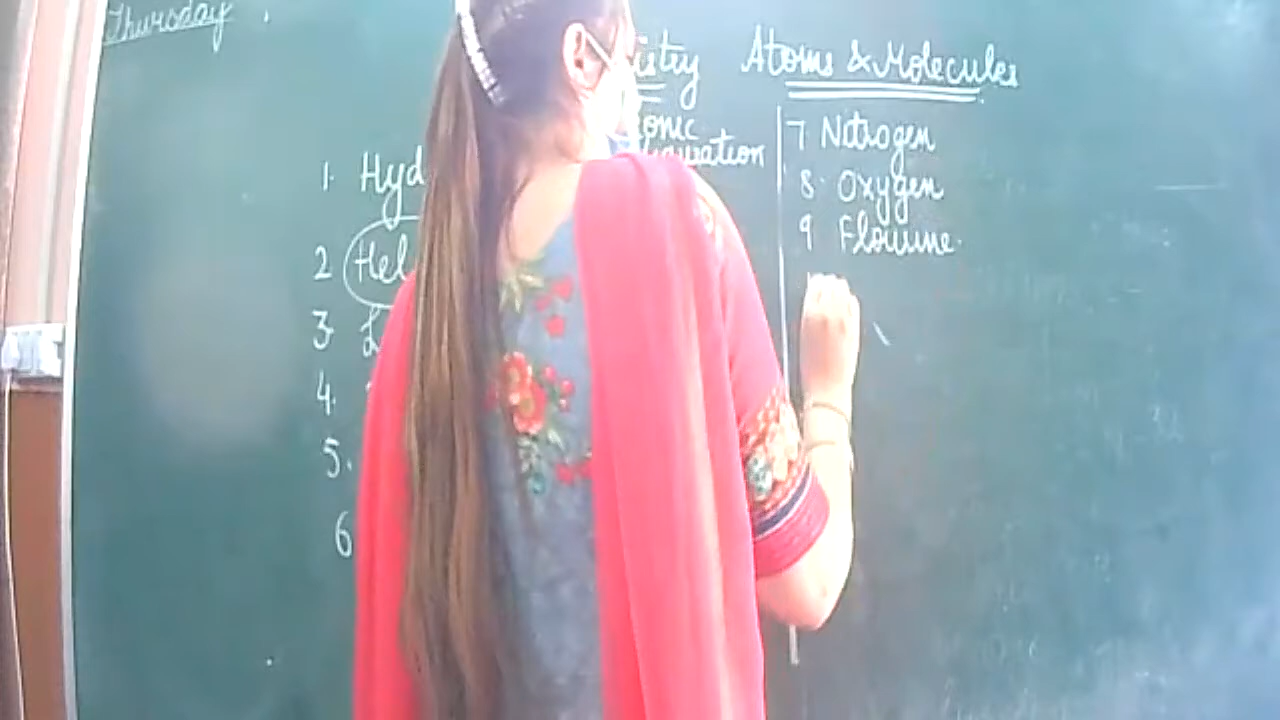 Thursday
istry Atoms & Molecules
onic
guration
1. Hyd
2 Hel
3.
4.
5.
6
7 Nitrogen
8. Oxygen
9 Flourine.